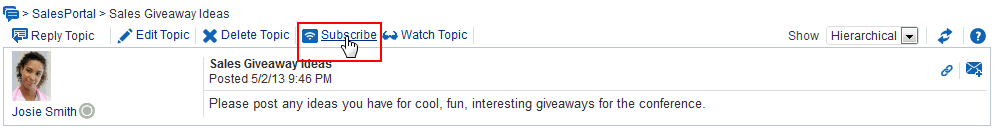 > SalesPortal > Sales Giveaway Ideas
Reply Topic Edit Topic Delete Topic Subscribe Watch Topic Show Hierarchical
Sales Giveaway Ideas
Posted 5/2/13 9:46 PM
Please post any ideas you have for cool, fun, interesting giveaways for the conference.
Josie Smith